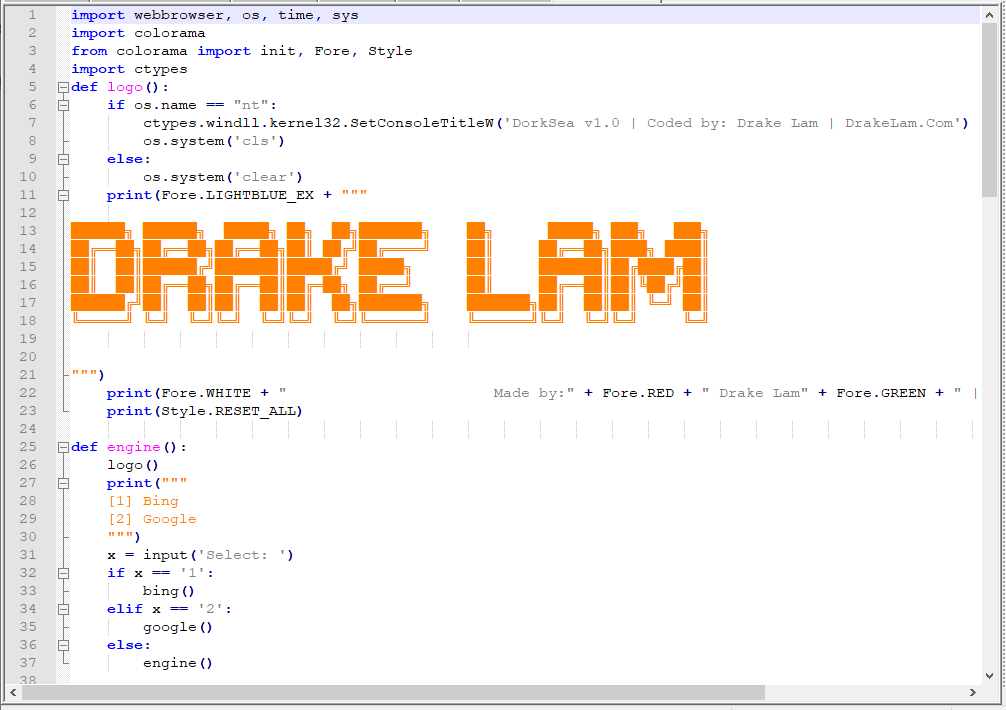 1 import webbrowser, os, time, sys
2 import colorama
3 from colorama import init, Fore, Style
4 import ctypes
5 def logo():
6 if os.name == "nt":
7 ctypes.windll.kernel32.SetConsoleTitleW('DorkSea v1.0 | Coded by: Drake Lam | DrakeLam.Com')
8 os.system('cls')
9 else:
10 os.system('clear')
11 print(Fore.LIGHTBLUE_EX + """
12
13
14
15 DRAKE LAM
16
17
18
19
20
21 """)
22 print(Fore.WHITE + " Made by:" + Fore.RED + " Drake Lam" + Fore.GREEN + " |
23 print(Style.RESET_ALL)
24
25 def engine():
26 logo()
27 print("""
28 [1] Bing
29 [2] Google
30 """)
31 x = input('Select: ')
32 if x == '1':
33 bing()
34 elif x == '2':
35 google()
36 else:
37 engine()
38